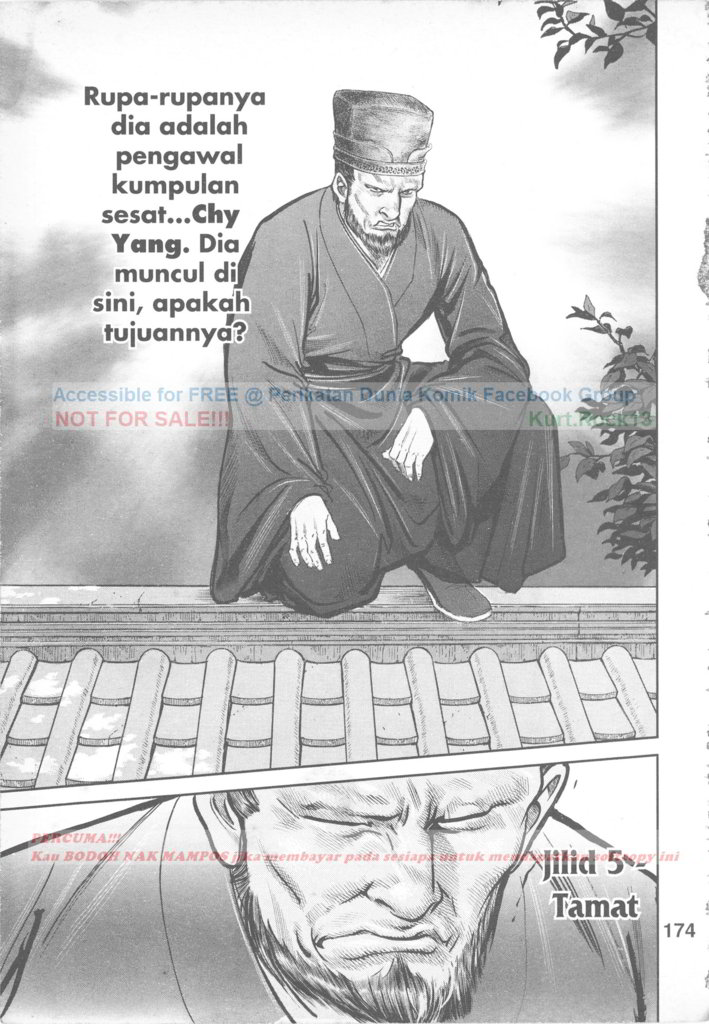 Rupa-rupanya
dia adalah
pengawal
kumpulan
sesat...Chy
Yang. Dia
muncul di
sini, apakah
tujuannya?
Accessible for FREE @ Perikatan Dunia Komik Facebook Group
NOT FOR SALE!!!
Kurt.Rock13
BERCUMA!!!
Kau BODOH NAK MAMPOS jika membayar pada sesiapa untuk mendapatkan softcopy ini
Jilid 5--
Tamat
174